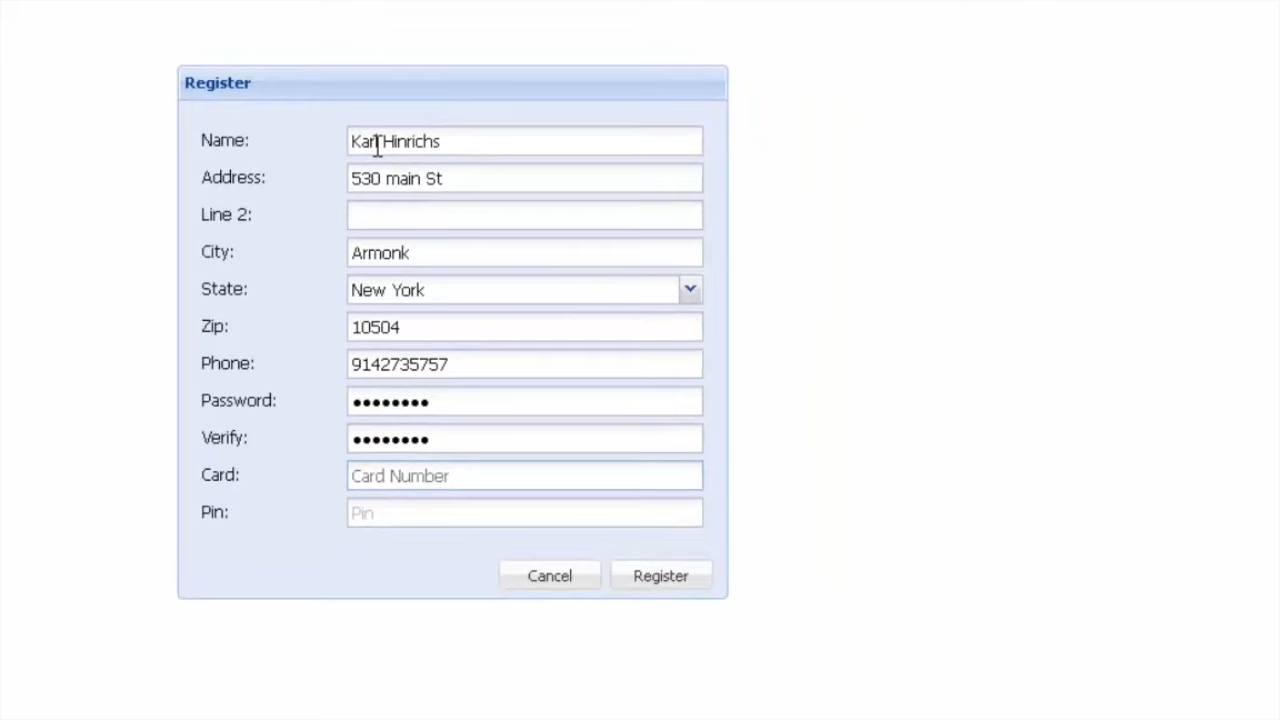 Register
Name: Karl Hinrichs
Address: 530 main St
Line 2:
City: Armonk
State: New York
Zip: 10504
Phone: 9142735757
Password: ••••••••
Verify: ••••••••
Card: Card Number
Pin: Pin
Cancel Register